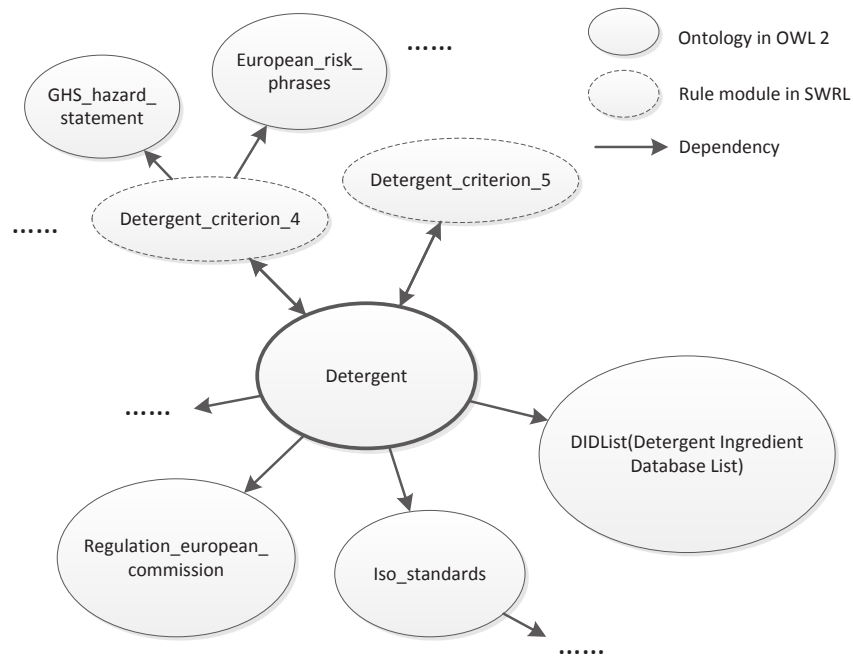 ……
European_risk_
phrases
GHS_hazard_
statement
Ontology in OWL 2
Rule module in SWRL
Dependency
Detergent_criterion_5
Detergent_criterion_4
……
Detergent
……
DIDList(Detergent Ingredient
Database List)
Regulation_european_
commission
Iso_standards
……